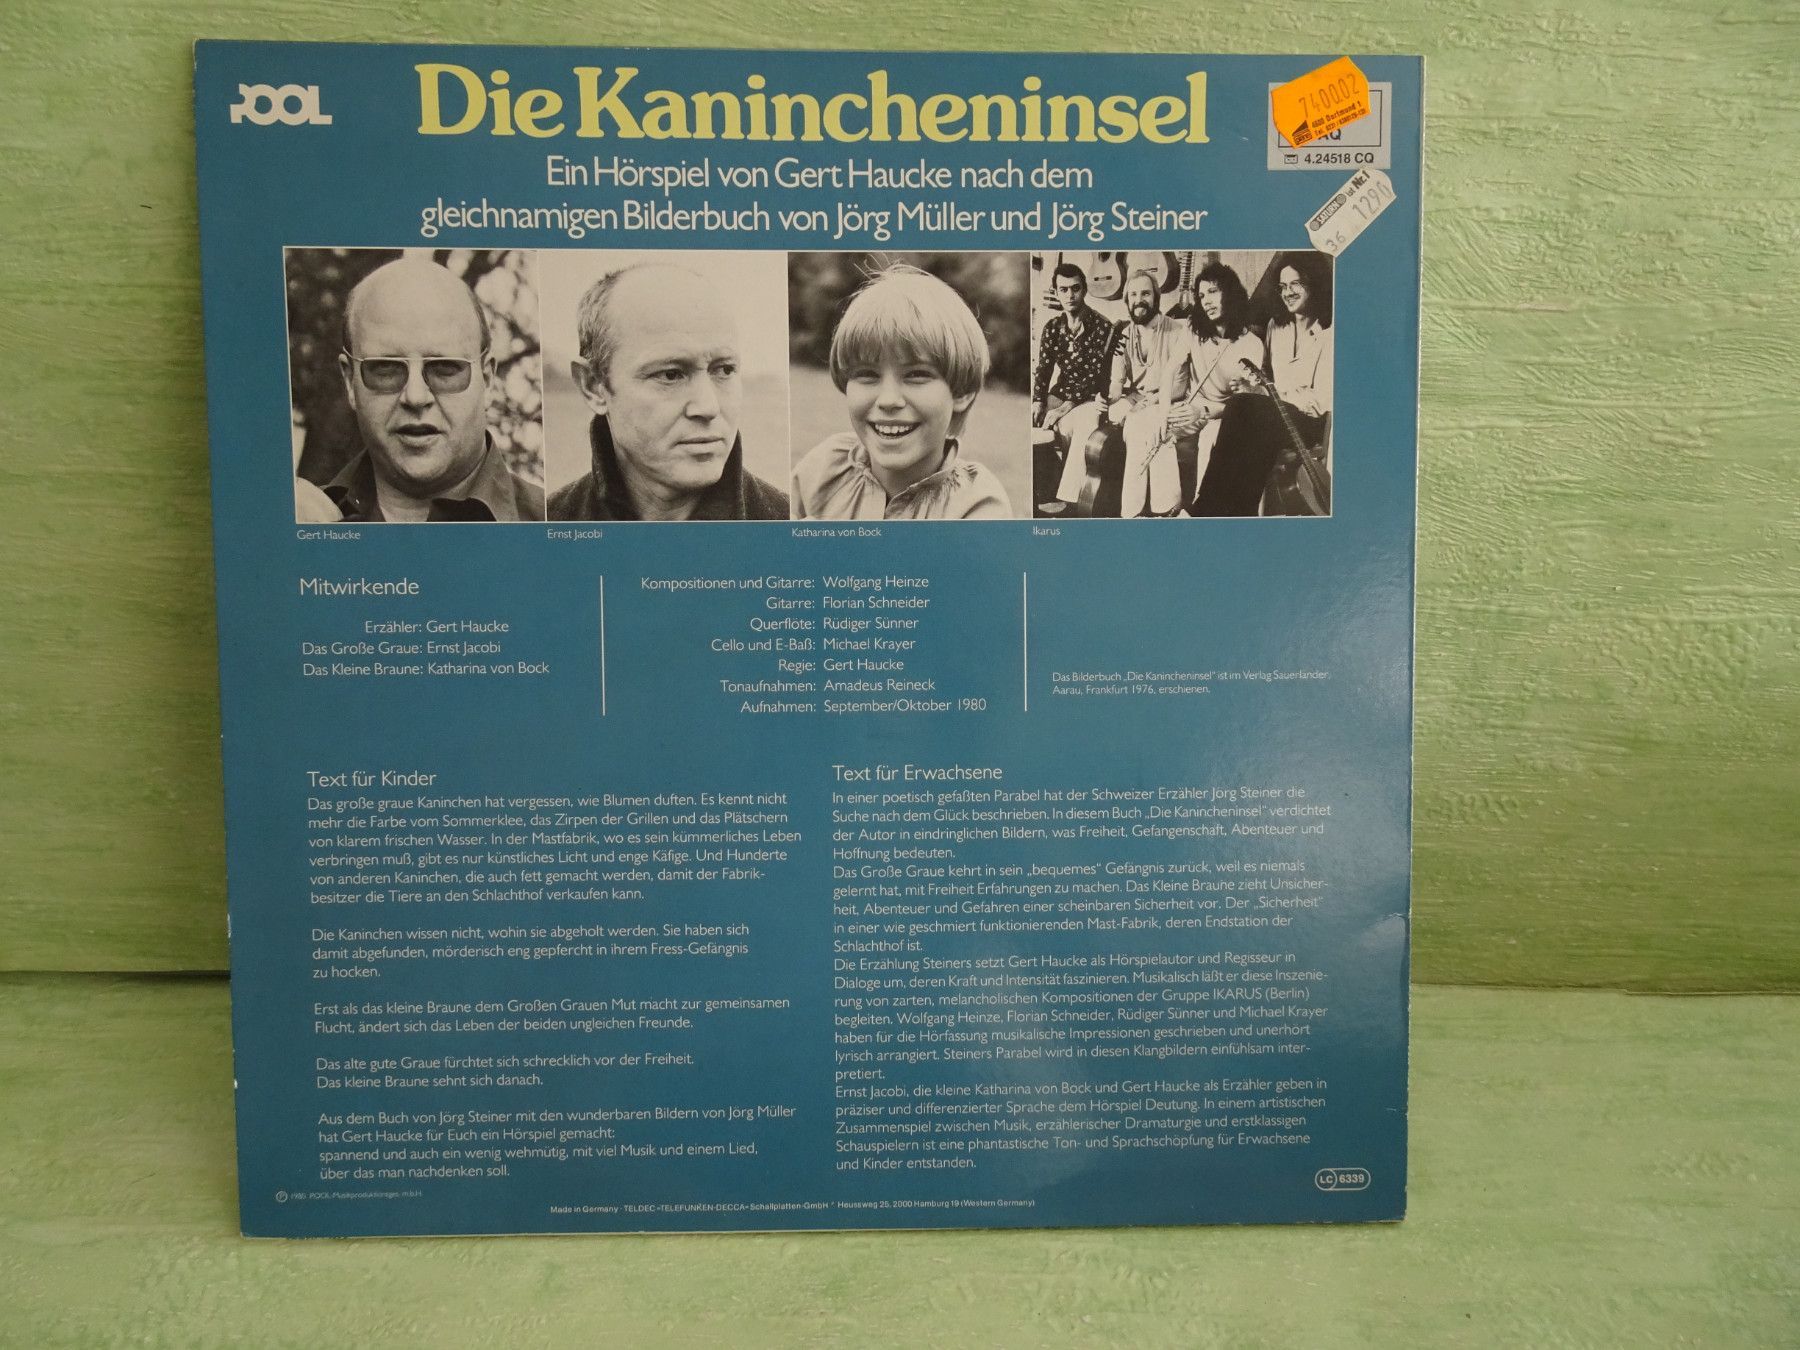 POOL
Die Kanincheninsel
Ein Hörspiel von Gert Haucke nach dem
gleichnamigen Bilderbuch von Jörg Müller und Jörg Steiner
740002
4600 Dortmund 1
AQ
4.24518 CQ
SATURN ist Nr.1
36 1290
Gert Haucke
Ernst Jacobi
Katharina von Bock
Ikarus
Mitwirkende
Erzähler: Gert Haucke
Das Große Graue: Ernst Jacobi
Das Kleine Braune: Katharina von Bock
Kompositionen und Gitarre: Wolfgang Heinze
Gitarre: Florian Schneider
Querflöte: Rüdiger Sünner
Cello und E-Baß: Michael Krayer
Regie: Gert Haucke
Tonaufnahmen: Amadeus Reineck
Aufnahmen: September/Oktober 1980
Das Bilderbuch „Die Kanincheninsel“ ist im Verlag Sauerländer,
Aarau, Frankfurt 1976, erschienen.
Text für Kinder
Das große graue Kaninchen hat vergessen, wie Blumen duften. Es kennt nicht
mehr die Farbe vom Sommerklee, das Zirpen der Grillen und das Plätschern
von klarem frischen Wasser. In der Mastfabrik, wo es sein kümmerliches Leben
verbringen muß, gibt es nur künstliches Licht und enge Käfige. Und Hunderte
von anderen Kaninchen, die auch fett gemacht werden, damit der Fabrik-
besitzer die Tiere an den Schlachthof verkaufen kann.
Die Kaninchen wissen nicht, wohin sie abgeholt werden. Sie haben sich
damit abgefunden, mörderisch eng gepfercht in ihrem Fress-Gefängnis
zu hocken.
Erst als das kleine Braune dem Großen Grauen Mut macht zur gemeinsamen
Flucht, ändert sich das Leben der beiden ungleichen Freunde.
Das alte gute Graue fürchtet sich schrecklich vor der Freiheit.
Das kleine Braune sehnt sich danach.
Aus dem Buch von Jörg Steiner mit den wunderbaren Bildern von Jörg Müller
hat Gert Haucke für Euch ein Hörspiel gemacht:
spannend und auch ein wenig wehmütig, mit viel Musik und einem Lied,
über das man nachdenken soll.
Text für Erwachsene
In einer poetisch gefaßten Parabel hat der Schweizer Erzähler Jörg Steiner die
Suche nach dem Glück beschrieben. In diesem Buch „Die Kanincheninsel“ verdichtet
der Autor in eindringlichen Bildern, was Freiheit, Gefangenschaft, Abenteuer und
Hoffnung bedeuten.
Das Große Graue kehrt in sein „bequemes“ Gefängnis zurück, weil es niemals
gelernt hat, mit Freiheit Erfahrungen zu machen. Das Kleine Braune zieht Unsicher-
heit, Abenteuer und Gefahren einer scheinbaren Sicherheit vor. Der „Sicherheit“
in einer wie geschmiert funktionierenden Mast-Fabrik, deren Endstation der
Schlachthof ist.
Die Erzählung Steiners setzt Gert Haucke als Hörspielautor und Regisseur in
Dialoge um, deren Kraft und Intensität faszinieren. Musikalisch läßt er diese Inszenie-
rung von zarten, melancholischen Kompositionen der Gruppe IKARUS (Berlin)
begleiten. Wolfgang Heinze, Florian Schneider, Rüdiger Sünner und Michael Krayer
haben für die Hörfassung musikalische Impressionen geschrieben und unerhört
lyrisch arrangiert. Steiners Parabel wird in diesen Klangbildern einfühlsam inter-
pretiert.
Ernst Jacobi, die kleine Katharina von Bock und Gert Haucke als Erzähler geben in
präziser und differenzierter Sprache dem Hörspiel Deutung. In einem artistischen
Zusammenspiel zwischen Musik, erzählerischer Dramaturgie und erstklassigen
Schauspielern ist eine phantastische Ton- und Sprachschöpfung für Erwachsene
und Kinder entstanden.
LC 6339
Ⓟ 1980 POOL-Musikproduktionsges. m.b.H.
Made in Germany · TELDEC »TELEFUNKEN-DECCA« Schallplatten-GmbH * Heussweg 25, 2000 Hamburg 19 (Western Germany)